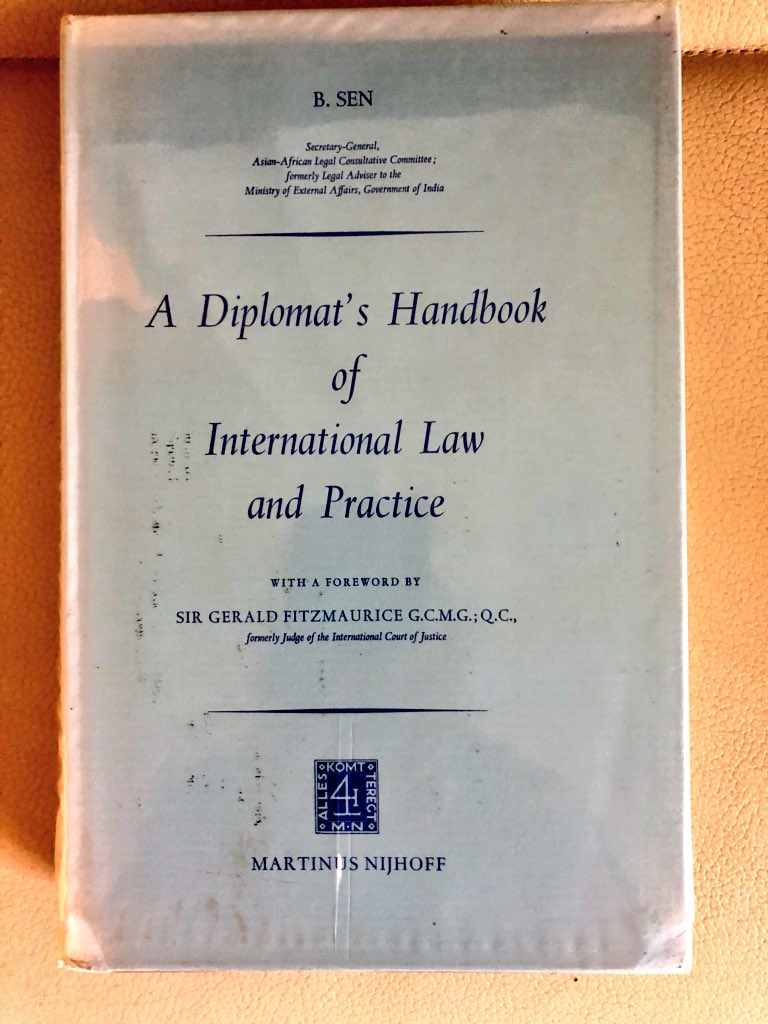 B. SEN
Secretary-General,
Asian-African Legal Consultative Committee;
formerly Legal Adviser to the
Ministry of External Affairs, Government of India
A Diplomat's Handbook
of
International Law
and Practice
WITH A FOREWORD BY
SIR GERALD FITZMAURICE G.C.M.G.; Q.C.,
formerly Judge of the International Court of Justice
ALLES KOMT TERECHT
M·N
MARTINUS NIJHOFF